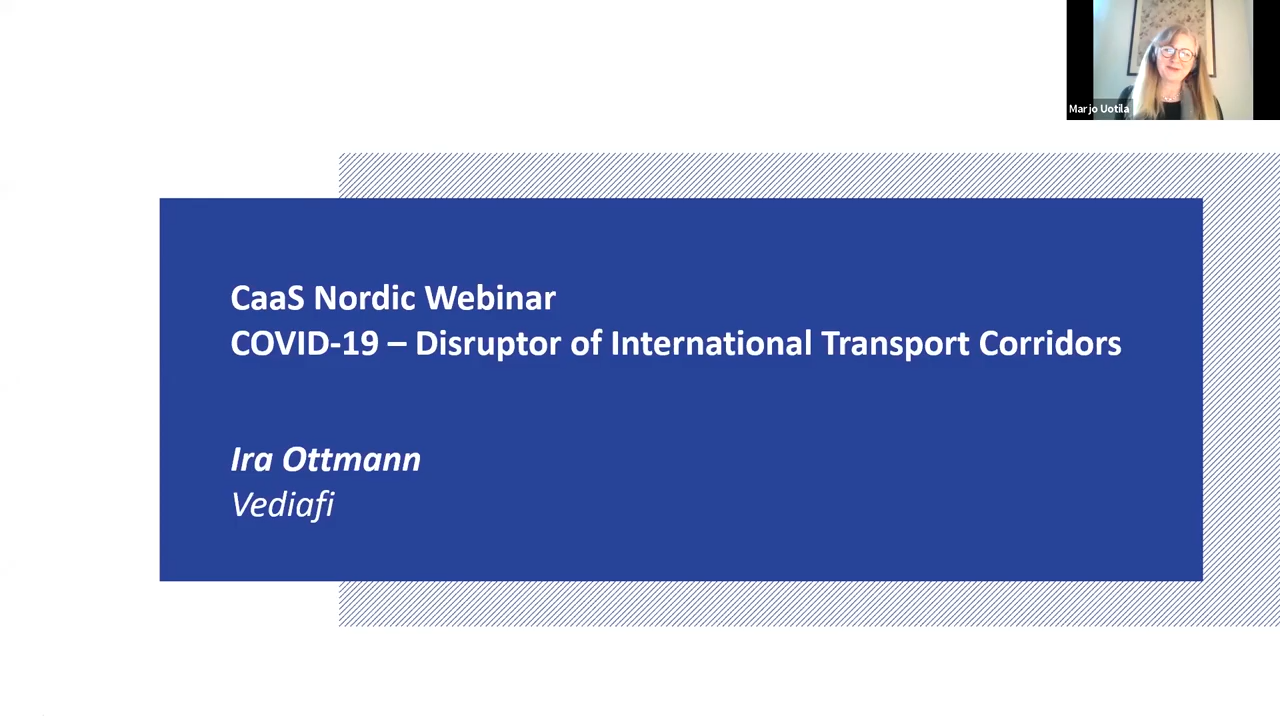 Marjo Uotila
CaaS Nordic Webinar
COVID-19 – Disruptor of International Transport Corridors
Ira Ottmann
Vediafi